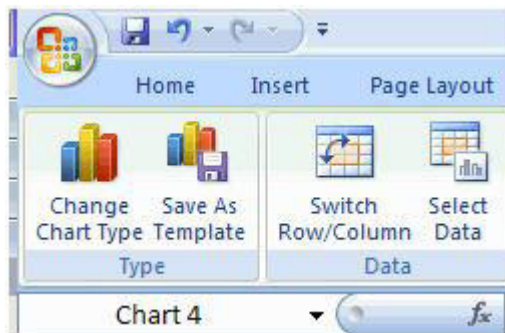 Home Insert Page Layout
Change Save As Switch Select
Chart Type Template Row/Column Data
Type Data
Chart 4 fx